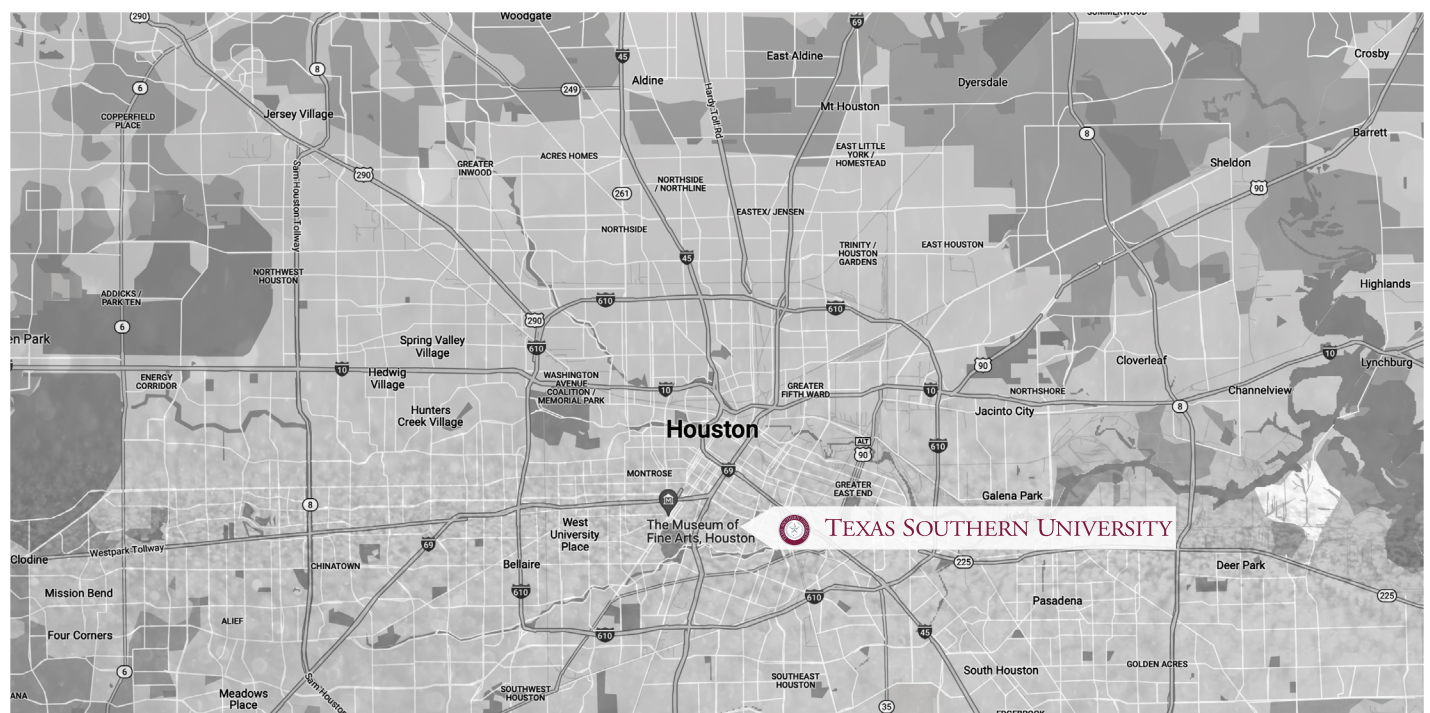 290
Woodgate
69
SUMMERWOOD
8
45
East Aldine
Crosby
Aldine
Dyersdale
6
249
Hardy Toll Rd
Mt Houston
COPPERFIELD
PLACE
Jersey Village
8
Barrett
ACRES HOMES
EAST LITTLE
YORK /
HOMESTEAD
Sheldon
GREATER
INWOOD
290
NORTHSIDE
/ NORTHLINE
261
90
Sam Houston Tollway
EASTEX/ JENSEN
NORTHSIDE
TRINITY /
HOUSTON
GARDENS
EAST HOUSTON
45
NORTHWEST
HOUSTON
Highlands
ADDICKS /
PARK TEN
610
610
6
290
en Park
Spring Valley
Village
610
10
Cloverleaf
Lynchburg
10
Hedwig
Village
90
ENERGY
CORRIDOR
WASHINGTON
AVENUE
COALITION /
MEMORIAL PARK
10
GREATER
FIFTH WARD
10
NORTHSHORE
Channelview
Hunters
Creek Village
Jacinto City
8
Houston
610
ALT
90
MONTROSE
69
GREATER
EAST END
Galena Park
8
The Museum of
Fine Arts, Houston
TEXAS SOUTHERN UNIVERSITY
West
University
Place
69
Westpark Tollway
Clodine
CHINATOWN
Bellaire
225
Deer Park
Mission Bend
610
610
Pasadena
225
ALIEF
Four Corners
610
45
6
South Houston
GOLDEN ACRES
SOUTHEAST
HOUSTON
ANA
Meadows
Place
Sam Houston
SOUTHWEST
HOUSTON
35
EDGEBROOK